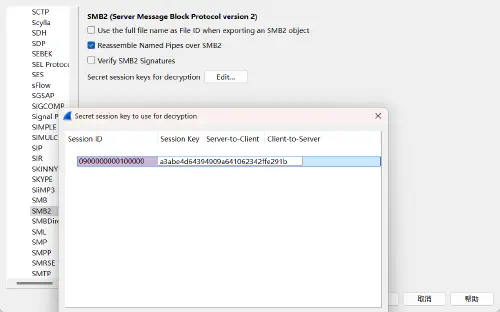 SCTP
Scylla
SDH
SDP
SEBEK
SEL Protoco
SES
sFlow
SGSAP
SIGCOMP
Signal P
SIMPLE
SIMULC
SIP
SIR
SKINNY
SKYPE
SliMP3
SMB
SMB2
SMBDire
SML
SMP
SMPP
SMRSE
SMTP
SMB2 (Server Message Block Protocol version 2)
Use the full file name as File ID when exporting an SMB2 object
Reassemble Named Pipes over SMB2
Verify SMB2 Signatures
Secret session keys for decryption Edit...
Secret session key to use for decryption
Session ID Session Key Server-to-Client Client-to-Server
0900000000100000 a3abe4d64394909a641062342ffe291b
取消 帮助